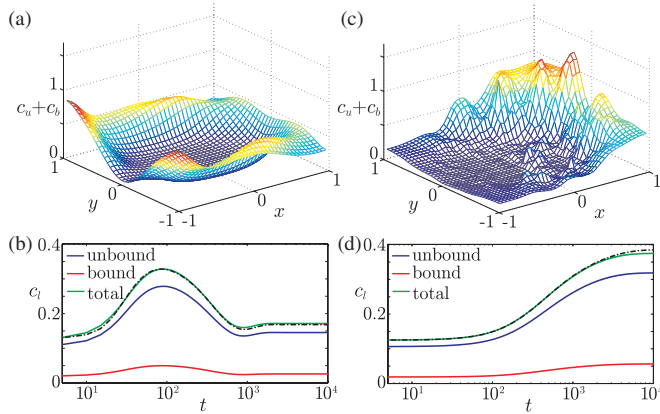 (a)
1
c_u+c_b
0
1
y
0
-1
-1
0
x
1
(c)
1
c_u+c_b
0
1
y
0
-1
-1
0
x
1
(b)
0.4
unbound
bound
total
c_l
0.2
0
10^1
10^2
10^3
10^4
t
(d)
0.4
unbound
bound
total
c_l
0.2
0
10^1
10^2
10^3
10^4
t